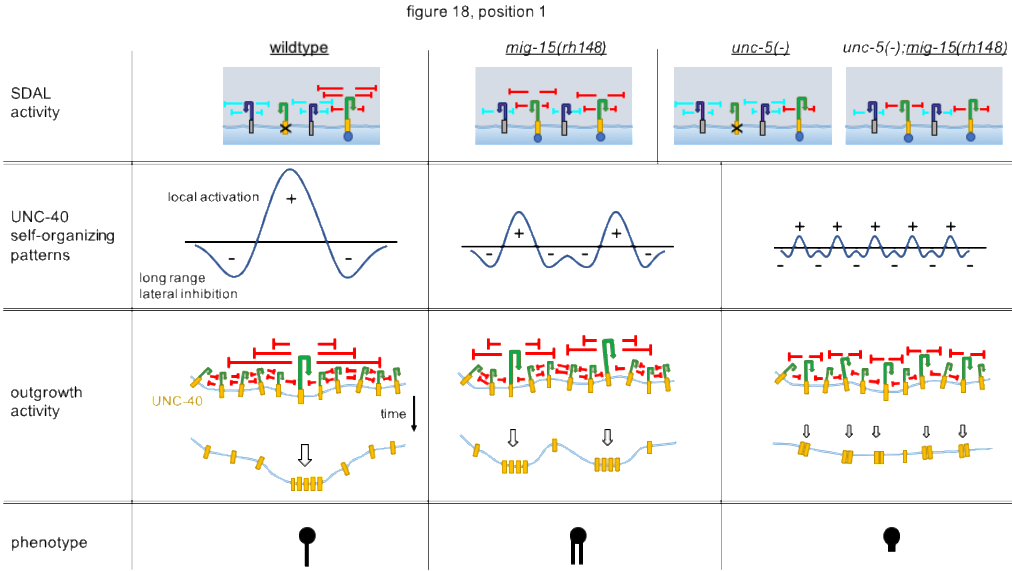 figure 18, position 1
wildtype
mig-15(rh148)
unc-5(-)
unc-5(-);mig-15(rh148)
SDAL
activity
UNC-40
self-organizing
patterns
local activation
+
-
-
long range
lateral inhibition
+
+
-
-
-
-
+
+
+
+
+
-
-
-
-
-
-
outgrowth
activity
UNC-40
time
phenotype